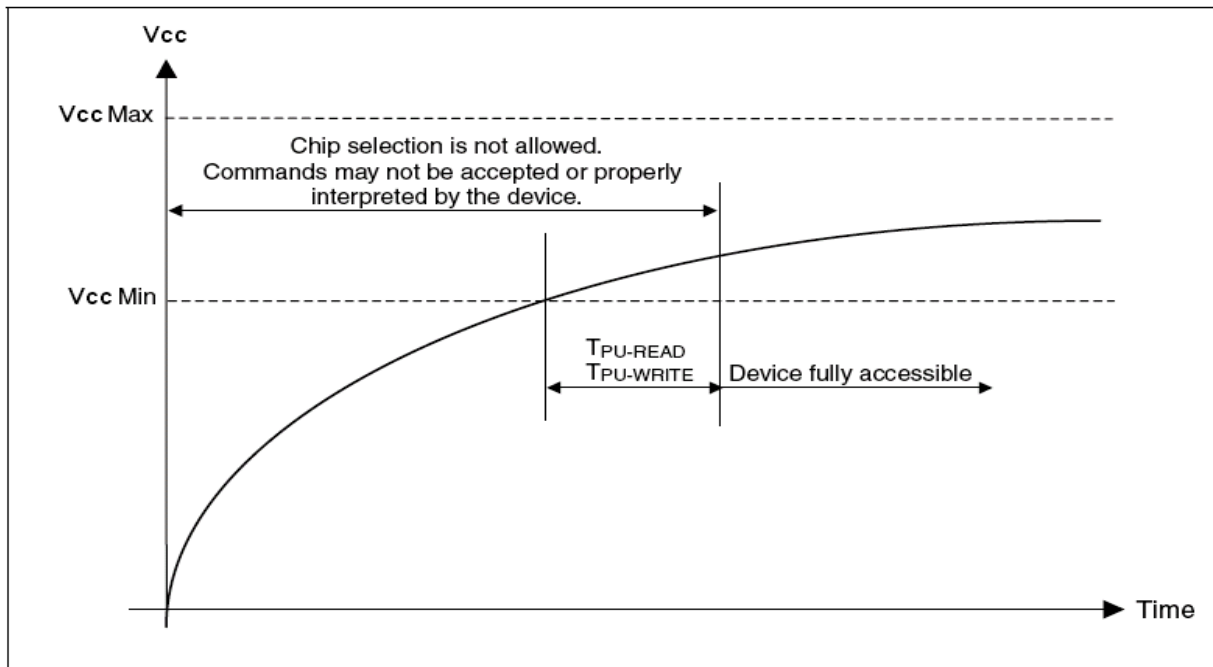 Vcc
Vcc Max
Chip selection is not allowed.
Commands may not be accepted or properly
interpreted by the device.
Vcc Min
TPU-READ
TPU-WRITE
Device fully accessible
Time